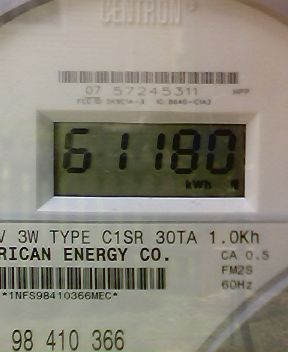 CENTRON®
07 57245311
61180
kWh
V 3W TYPE C1SR 30TA 1.0Kh
RICAN ENERGY CO.
CA 0.5
FM2S
60Hz
*1NFS98410366MEC*
98 410 366